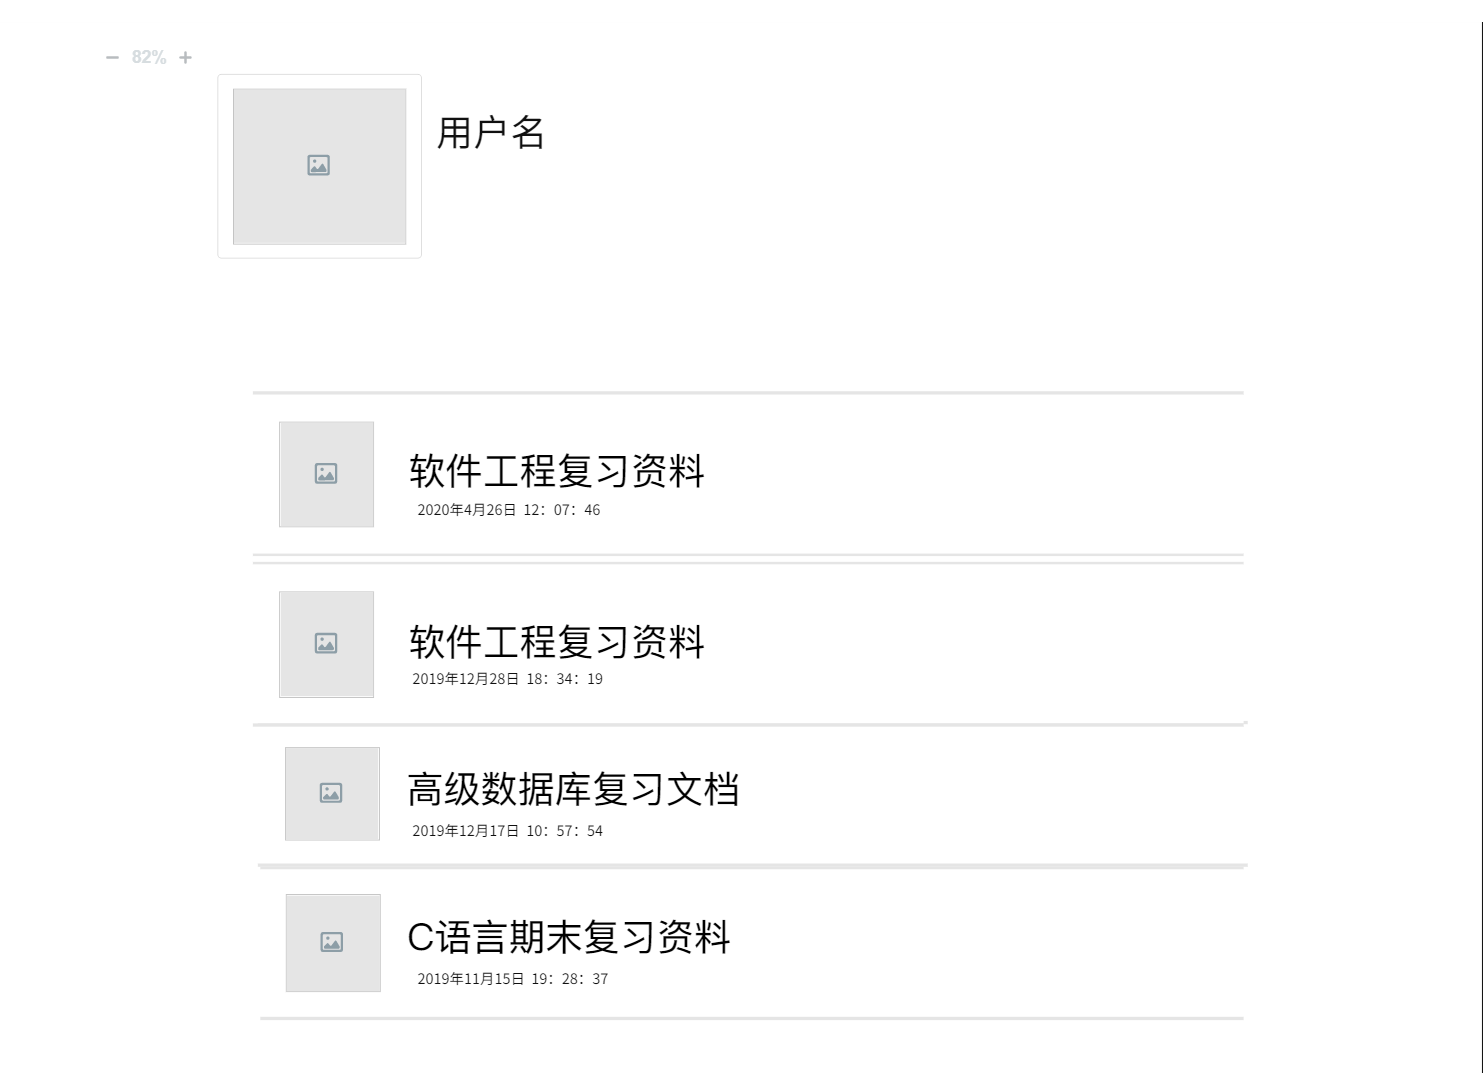 82%
用户名
软件工程复习资料
2020年4月26日 12：07：46
软件工程复习资料
2019年12月28日 18：34：19
高级数据库复习文档
2019年12月17日 10：57：54
C语言期末复习资料
2019年11月15日 19：28：37